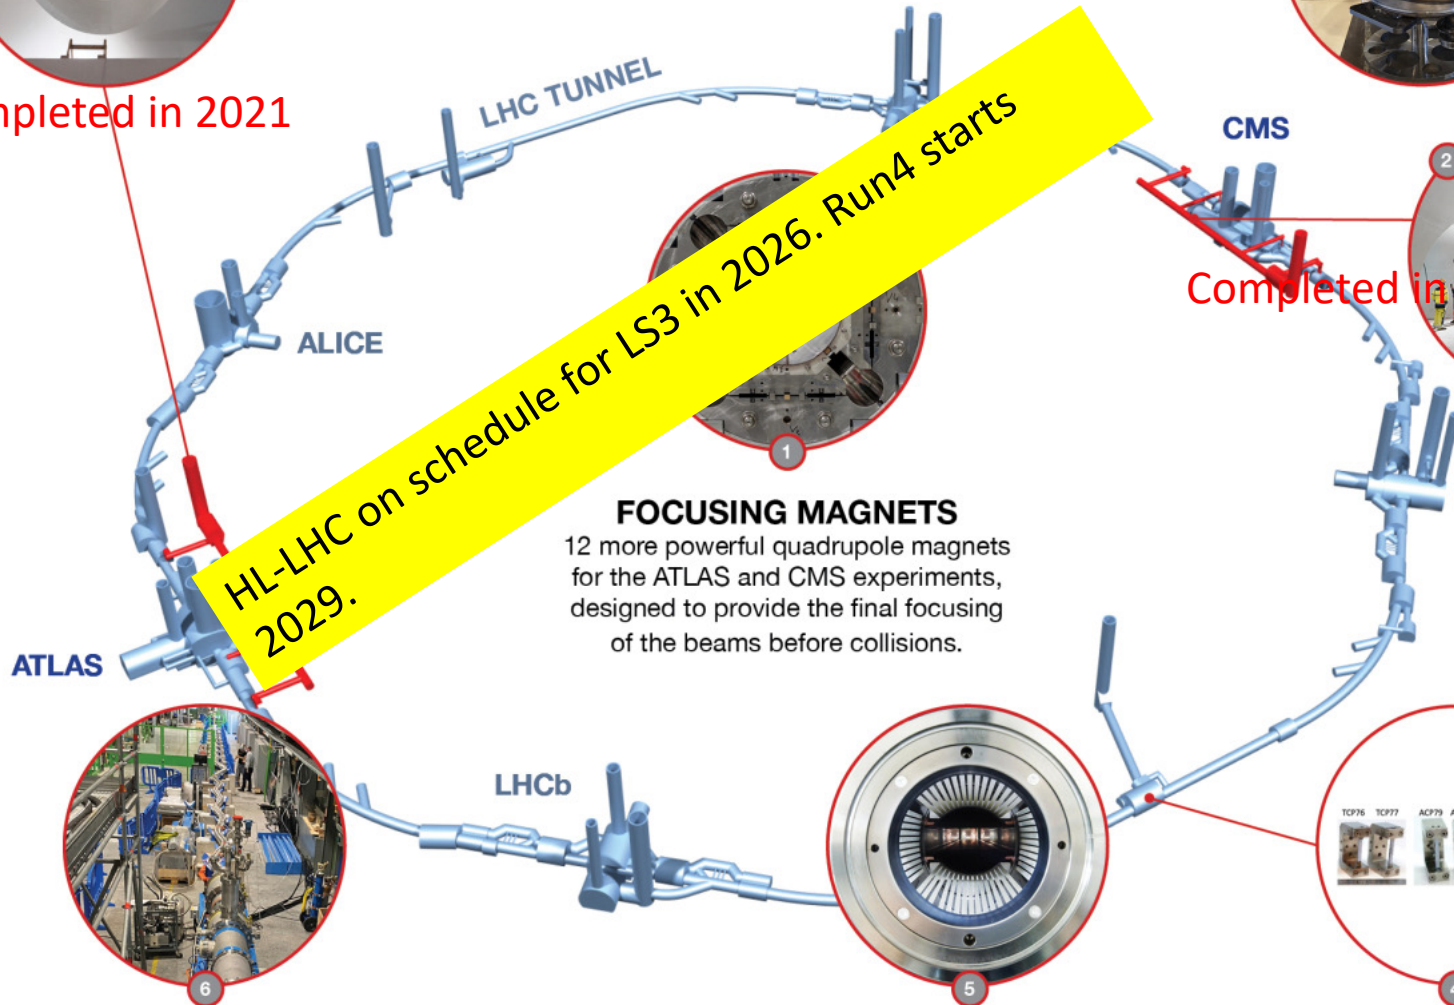 Completed in 2021
LHC TUNNEL
CMS
2
Completed in
ALICE
HL-LHC on schedule for LS3 in 2026. Run4 starts
2029.
1
FOCUSING MAGNETS
12 more powerful quadrupole magnets
for the ATLAS and CMS experiments,
designed to provide the final focusing
of the beams before collisions.
ATLAS
LHCb
TCP76 TCP77 ACP79
6
5
4